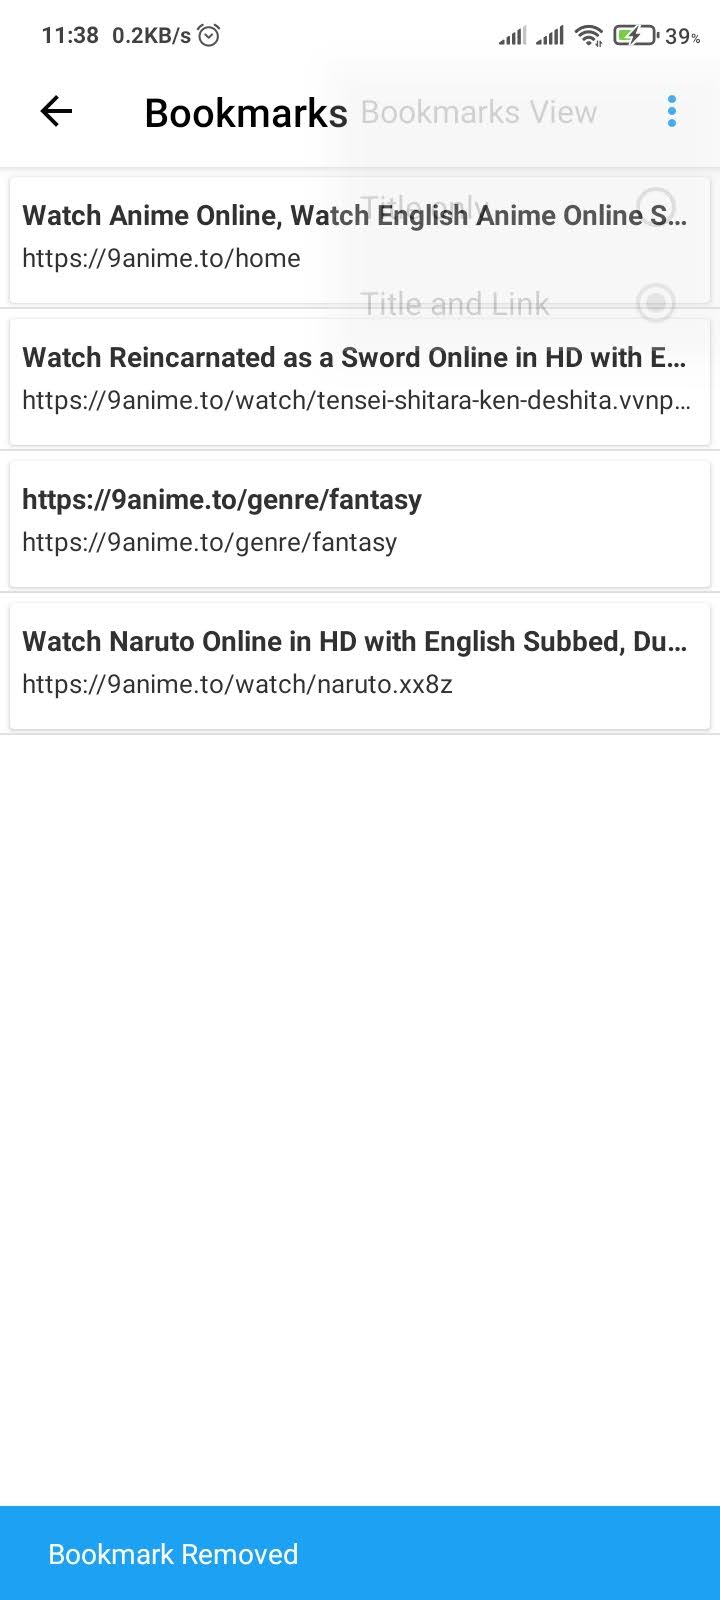 11:38 0.2KB/s 39%
Bookmarks Bookmarks View
Title only
Watch Anime Online, Watch English Anime Online S...
https://9anime.to/home
Title and Link
Watch Reincarnated as a Sword Online in HD with E...
https://9anime.to/watch/tensei-shitara-ken-deshita.vvnp...
https://9anime.to/genre/fantasy
https://9anime.to/genre/fantasy
Watch Naruto Online in HD with English Subbed, Du...
https://9anime.to/watch/naruto.xx8z
Bookmark Removed